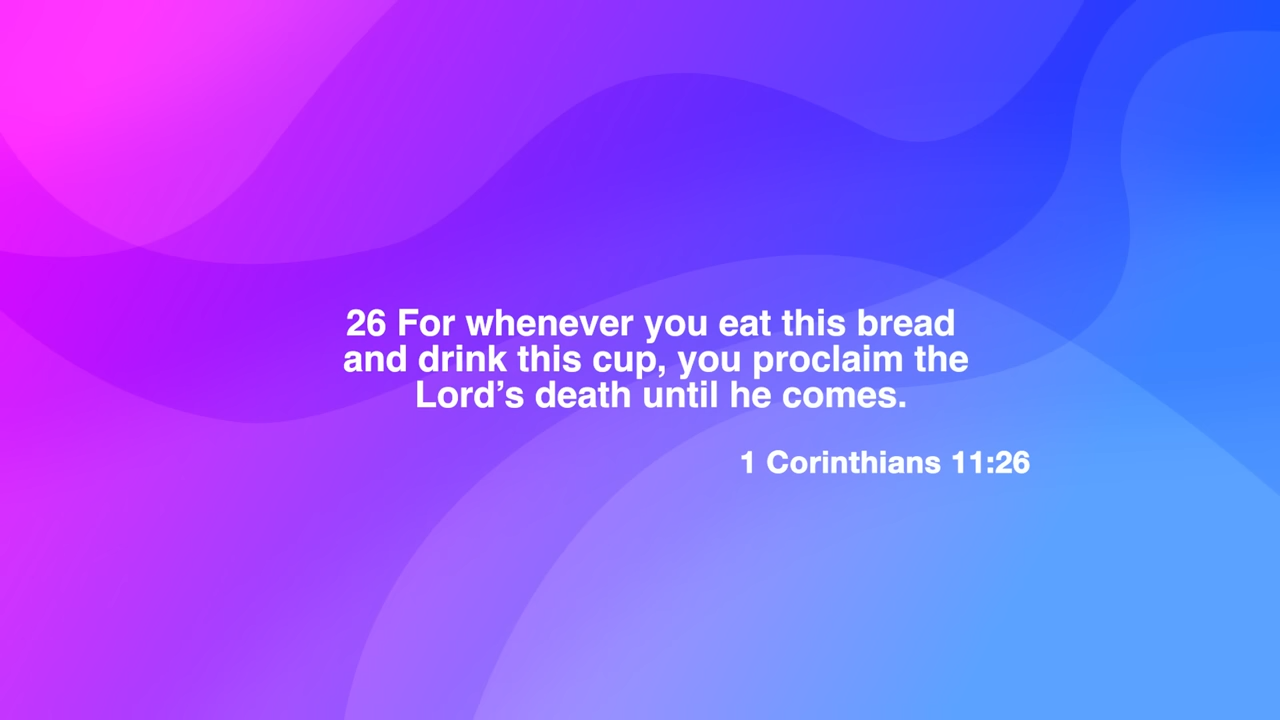 26 For whenever you eat this bread
and drink this cup, you proclaim the
Lord’s death until he comes.
1 Corinthians 11:26